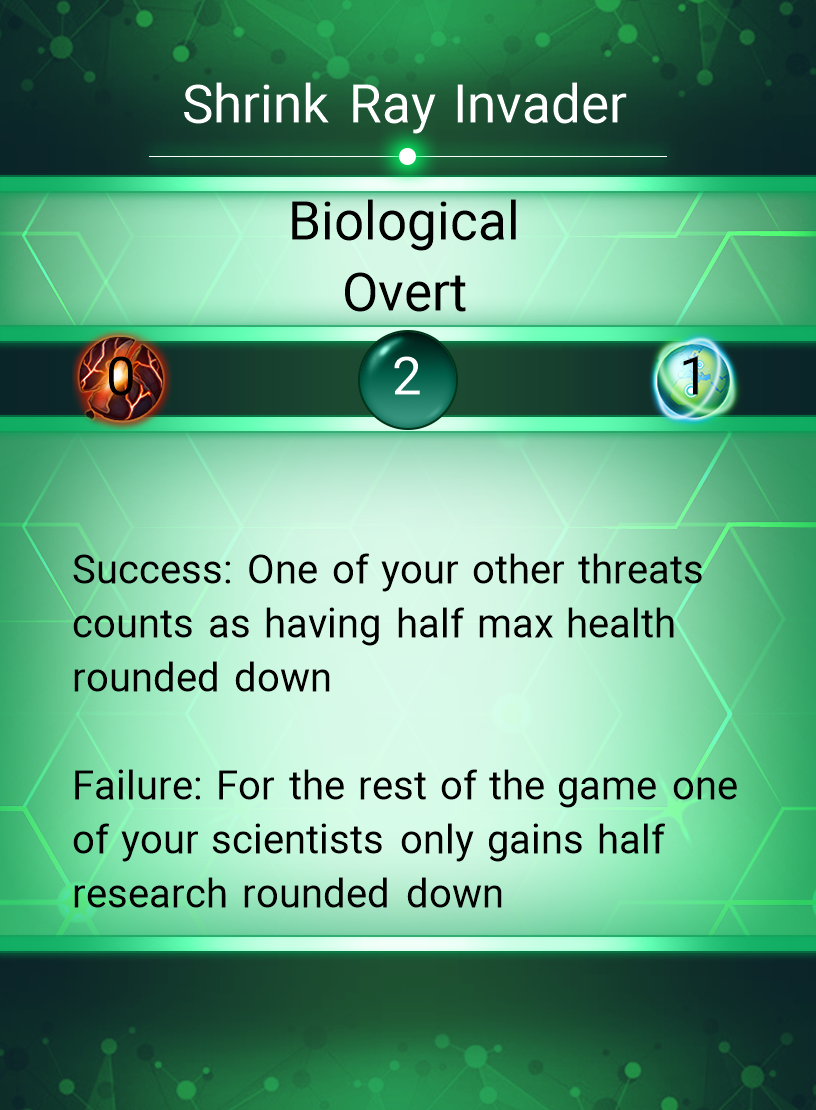 Shrink Ray Invader
Biological
Overt
0
2
1
Success: One of your other threats
counts as having half max health
rounded down
Failure: For the rest of the game one
of your scientists only gains half
research rounded down